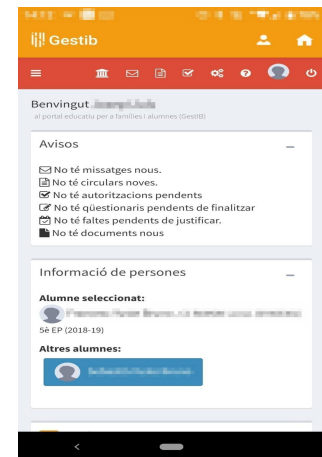 Gestib
Benvingut
al portal educatiu per a famílies i alumnes (GestIB)
Avisos
No té missatges nous.
No té circulars noves.
No té autoritzacions pendents
No té qüestionaris pendents de finalitzar
No té faltes pendents de justificar.
No té documents nous
Informació de persones
Alumne seleccionat:
5è EP (2018-19)
Altres alumnes: